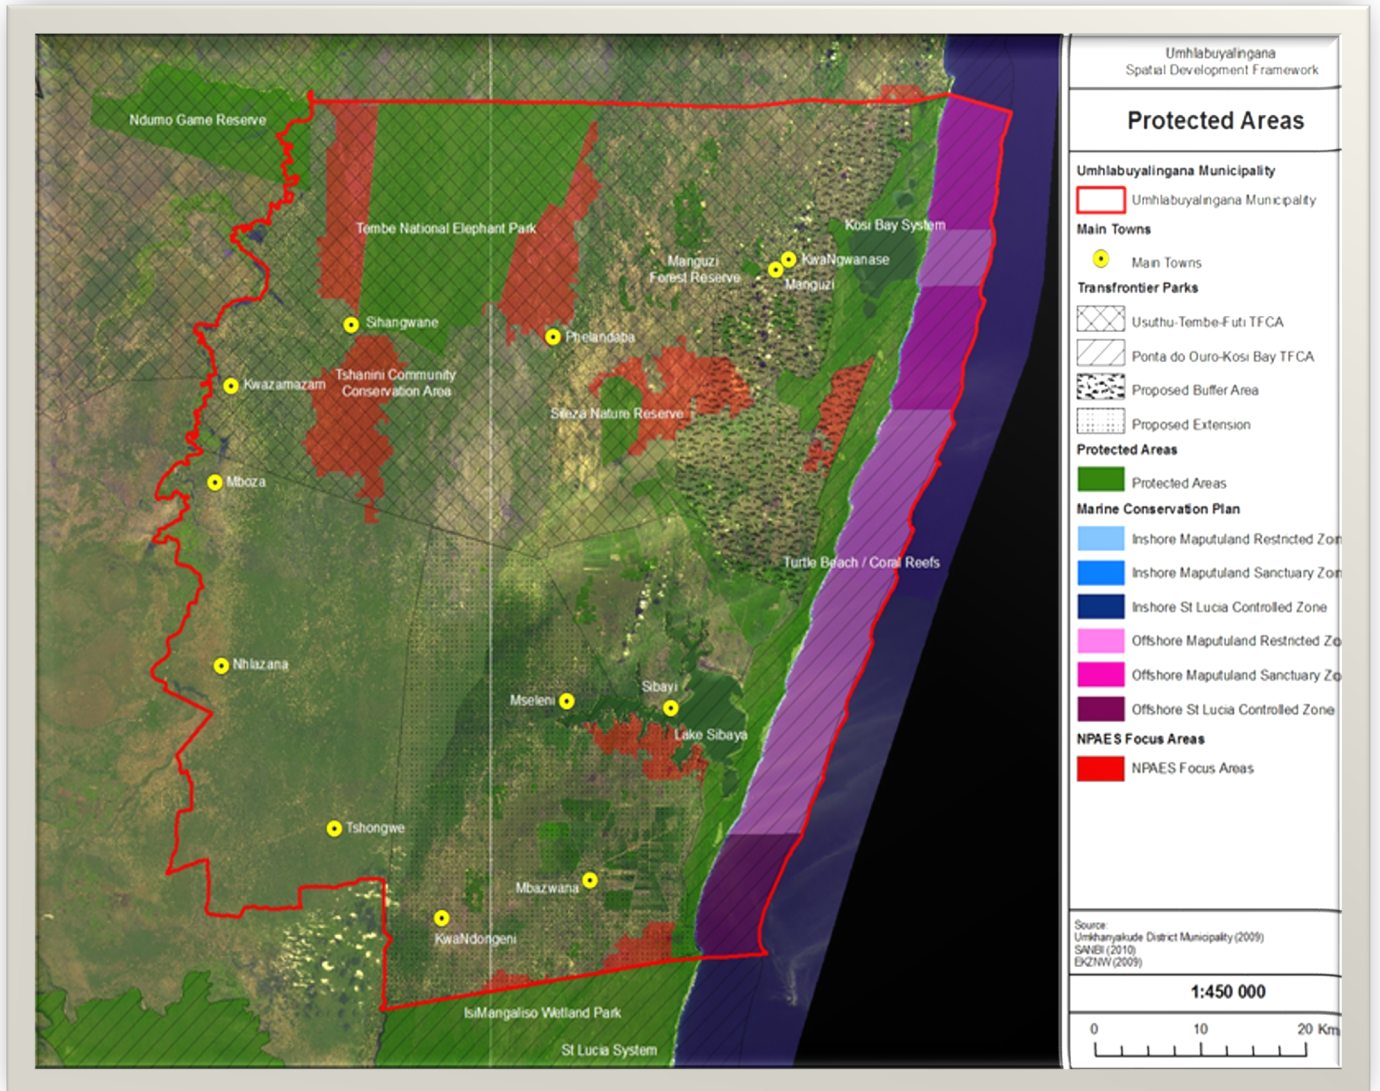 Umhlabuyalingana
Spatial Development Framework
Protected Areas
Umhlabuyalingana Municipality
Umhlabuyalingana Municipality
Main Towns
Main Towns
Transfrontier Parks
Usuthu-Tembe-Futi TFCA
Ponta do Ouro-Kosi Bay TFCA
Proposed Buffer Area
Proposed Extension
Protected Areas
Protected Areas
Marine Conservation Plan
Inshore Maputuland Restricted Zon
Inshore Maputuland Sanctuary Zon
Inshore St Lucia Controlled Zone
Offshore Maputuland Restricted Zo
Offshore Maputuland Sanctuary Zo
Offshore St Lucia Controlled Zone
NPAES Focus Areas
NPAES Focus Areas
Source:
Umkhanyakude District Municipality (2009)
SANBI (2010)
EKZNW (2009)
1:450 000
0 10 20 Km
Ndumo Game Reserve
Tembe National Elephant Park
Kosi Bay System
Manguzi
Forest Reserve
KwaNgwanase
Manguzi
Sihangwane
Phelandaba
Tshanini Community
Conservation Area
Kwazamazam
Sileza Nature Reserve
Mboza
Turtle Beach / Coral Reefs
Nhlazana
Mseleni
Sibayi
Lake Sibaya
Tshongwe
Mbazwana
KwaNdongeni
IsiMangaliso Wetland Park
St Lucia System